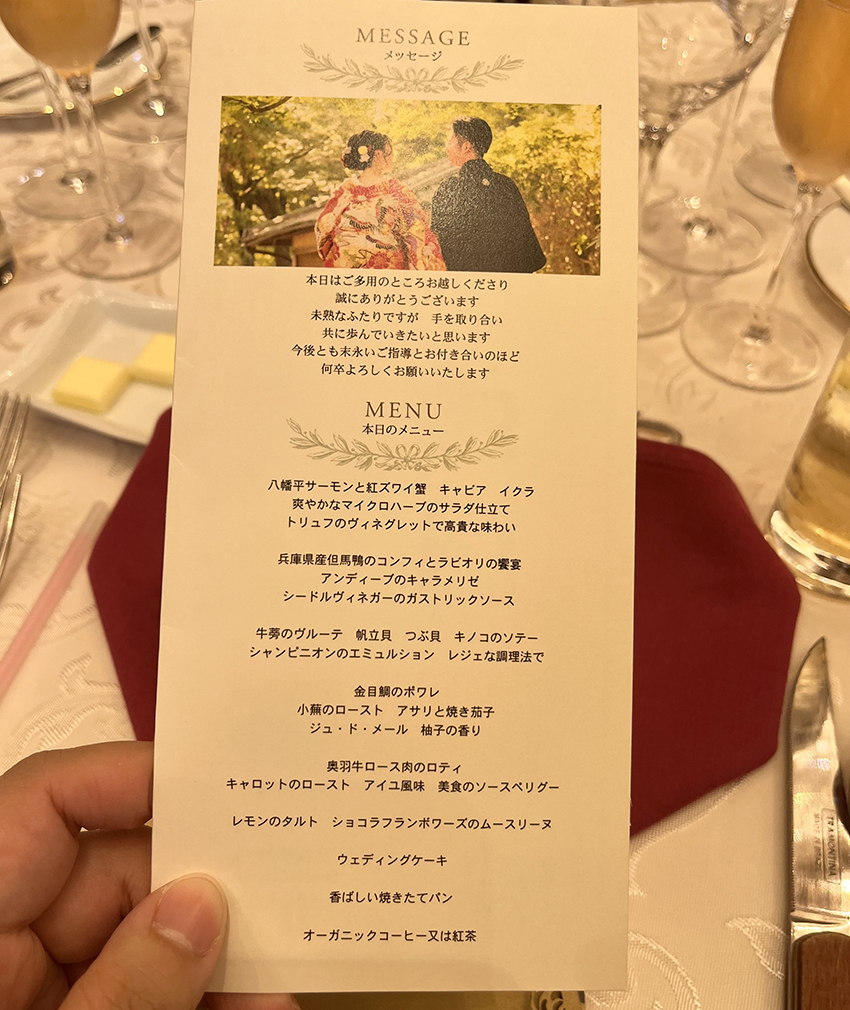 MESSAGE
メッセージ
本日はご多用のところお越しくださり
誠にありがとうございます
未熟なふたりですが　手を取り合い
共に歩んでいきたいと思います
今後とも末永いご指導とお付き合いのほど
何卒よろしくお願いいたします
MENU
本日のメニュー
八幡平サーモンと紅ズワイ蟹　キャビア　イクラ
爽やかなマイクロハーブのサラダ仕立て
トリュフのヴィネグレットで高貴な味わい
兵庫県産但馬鴨のコンフィとラビオリの饗宴
アンディーブのキャラメリゼ
シードルヴィネガーのガストリックソース
牛蒡のヴルーテ　帆立貝　つぶ貝　キノコのソテー
シャンピニオンのエミュルション　レジェな調理法で
金目鯛のポワレ
小蕪のロースト　アサリと焼き茄子
ジュ・ド・メール　柚子の香り
奥羽牛ロース肉のロティ
キャロットのロースト　アイユ風味　美食のソースペリグー
レモンのタルト　ショコラフランボワーズのムースリーヌ
ウェディングケーキ
香ばしい焼きたてパン
オーガニックコーヒー又は紅茶
TRAMONTINA